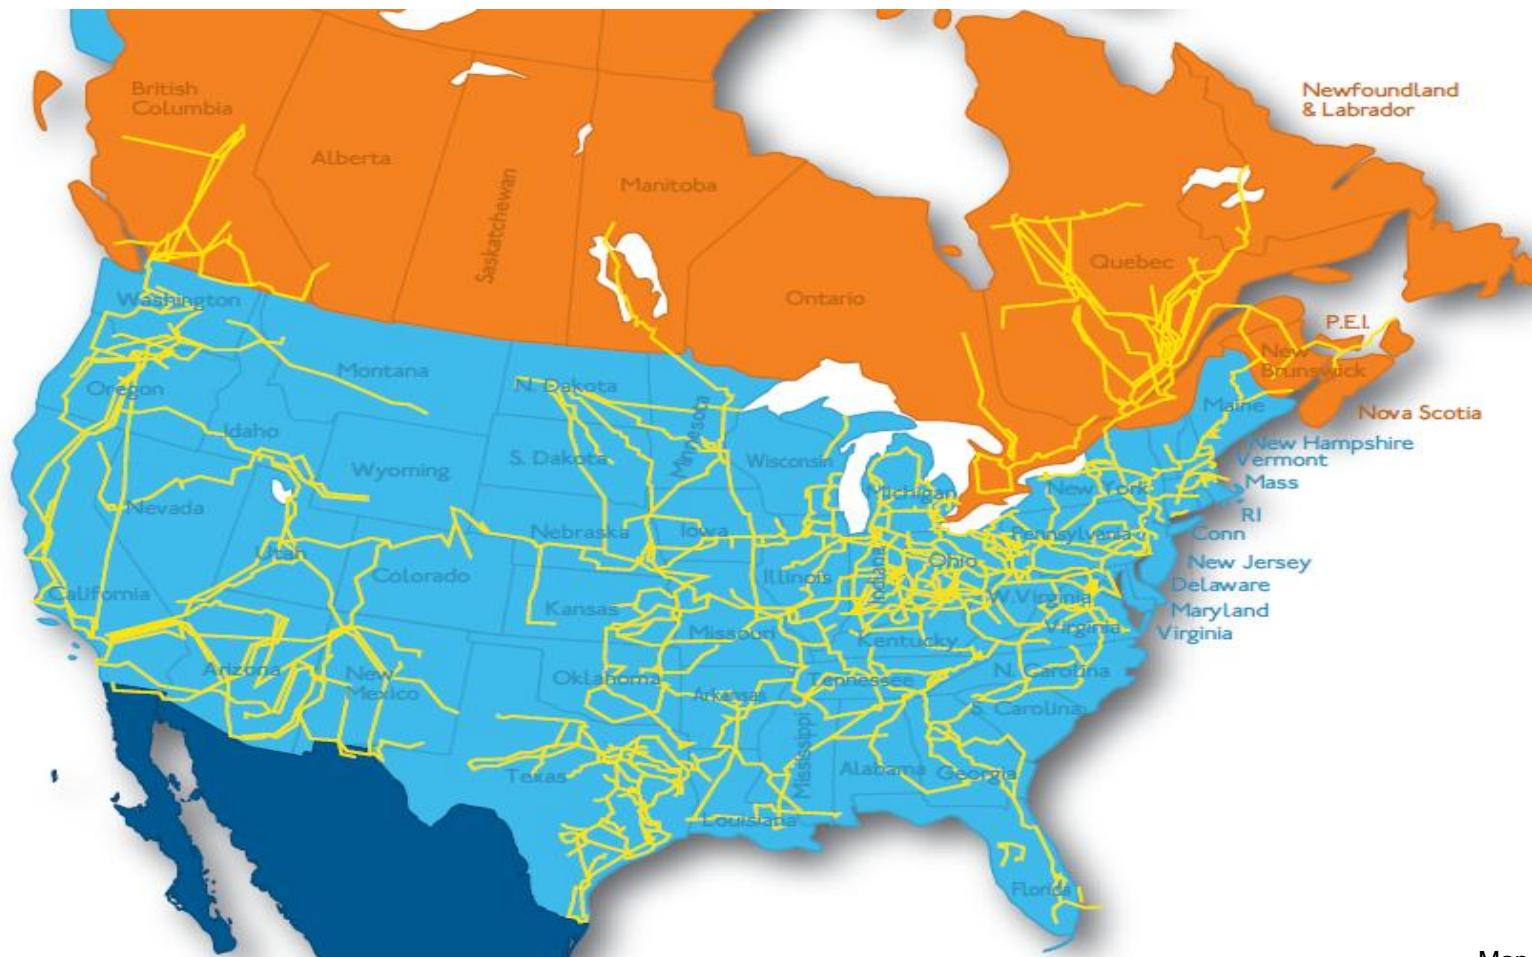 British
Columbia
Alberta
Saskatchewan
Manitoba
Ontario
Quebec
Newfoundland
& Labrador
P.E.I.
New
Brunswick
Nova Scotia
Washington
Oregon
Idaho
Montana
Wyoming
Nevada
California
Utah
Colorado
Arizona
New
Mexico
N. Dakota
S. Dakota
Nebraska
Kansas
Oklahoma
Texas
Minnesota
Iowa
Missouri
Arkansas
Louisiana
Wisconsin
Illinois
Michigan
Indiana
Ohio
Kentucky
Tennessee
Mississippi
Alabama
Georgia
Florida
S. Carolina
N. Carolina
Virginia
W.Virginia
Pennsylvania
New York
Maine
New Hampshire
Vermont
Mass
RI
Conn
New Jersey
Delaware
Maryland
Virginia